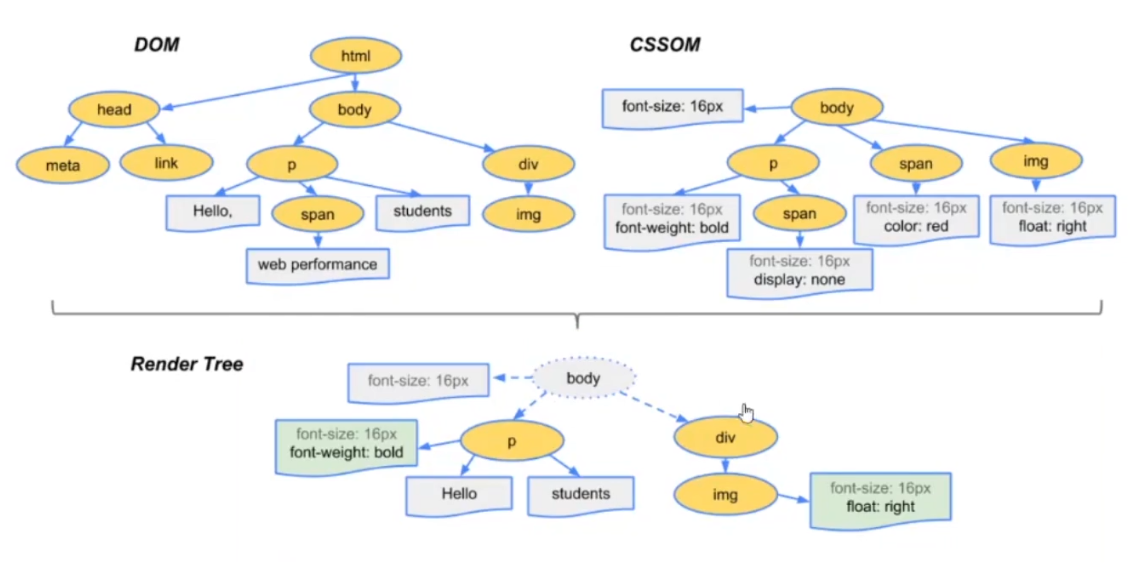 DOM
html
head
body
meta
link
p
div
Hello,
span
students
img
web performance
CSSOM
font-size: 16px
body
p
span
img
font-size: 16px
font-weight: bold
span
font-size: 16px
color: red
font-size: 16px
float: right
font-size: 16px
display: none
Render Tree
font-size: 16px
body
font-size: 16px
font-weight: bold
p
div
Hello
students
img
font-size: 16px
float: right